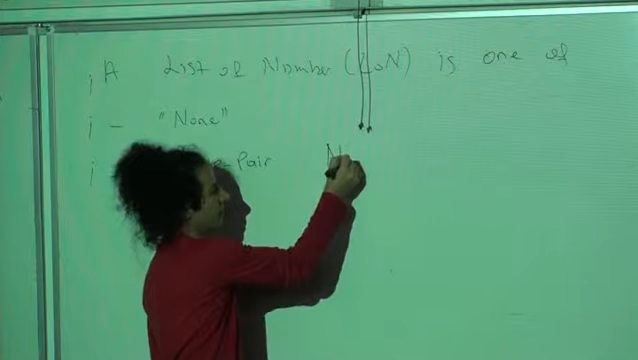 ; A List of Number (LoN) is one of
; - "None"
; Pair N